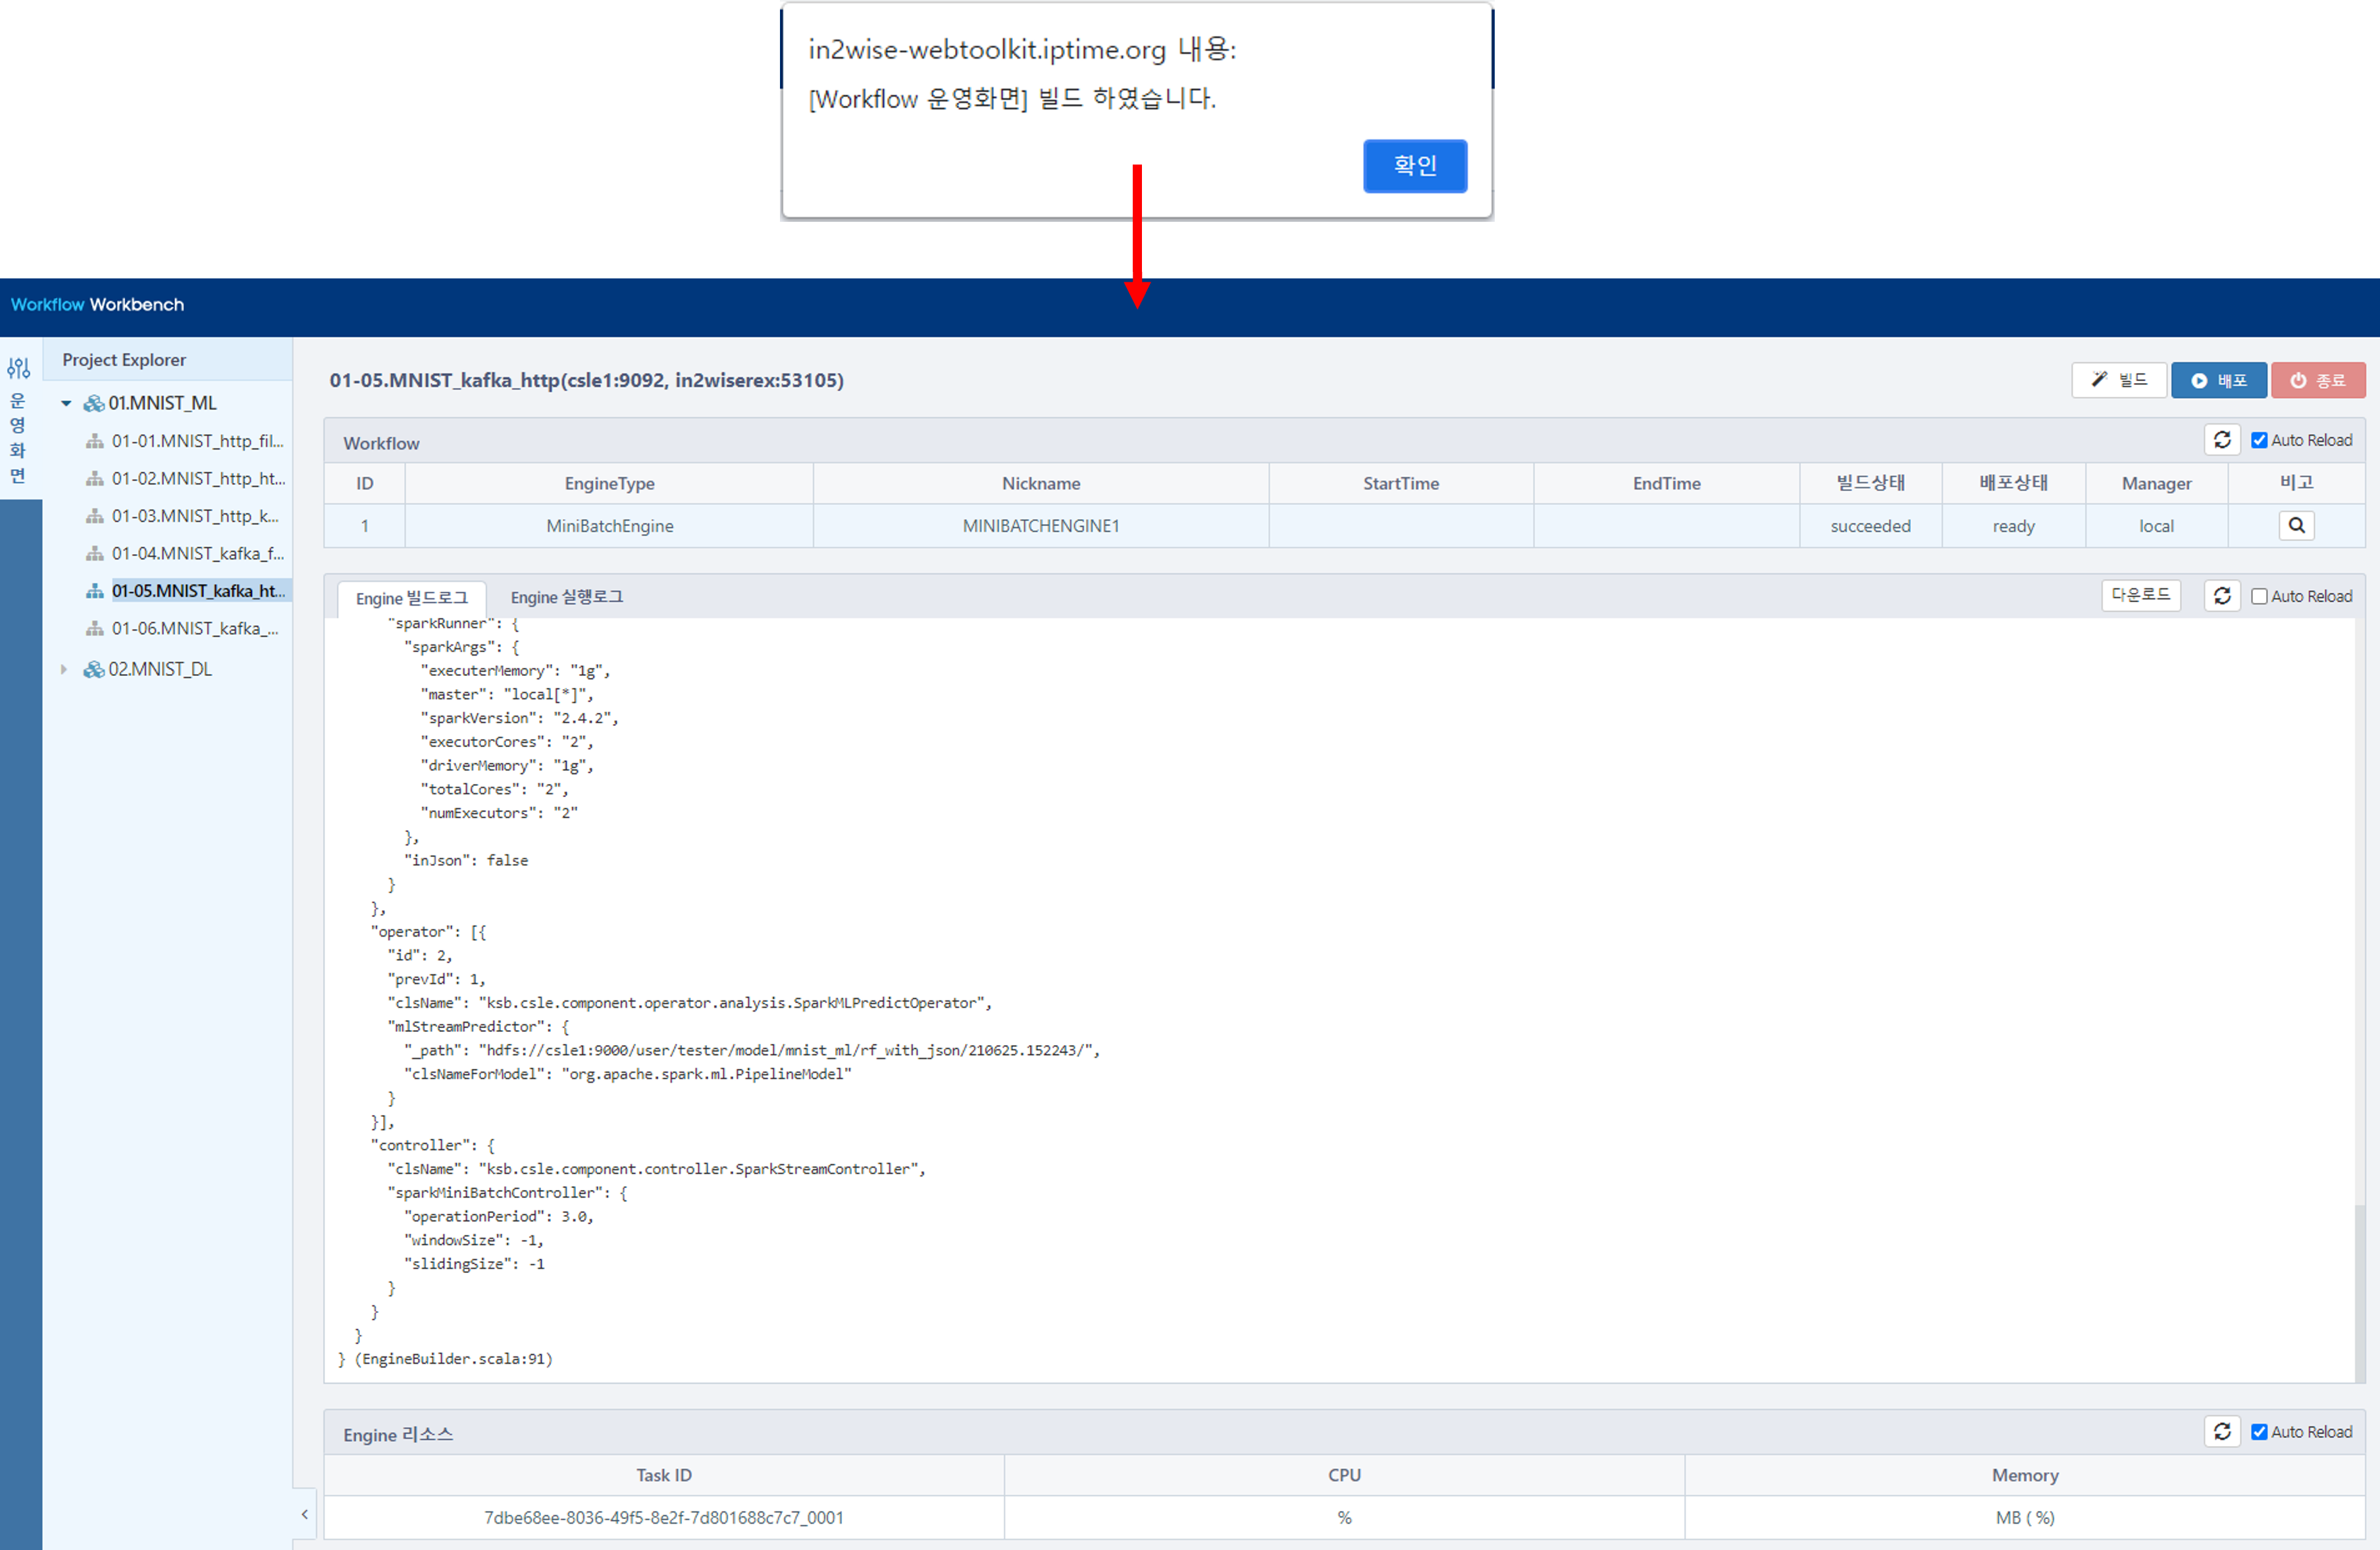 in2wise-webtoolkit.iptime.org 내용:
[Workflow 운영화면] 빌드 하였습니다.
확인
Workflow Workbench
운영화면
Project Explorer
01.MNIST_ML
01-01.MNIST_http_fil...
01-02.MNIST_http_ht...
01-03.MNIST_http_k...
01-04.MNIST_kafka_f...
01-05.MNIST_kafka_ht...
01-06.MNIST_kafka_...
02.MNIST_DL
01-05.MNIST_kafka_http(csle1:9092, in2wiserex:53105)
빌드 배포 종료
Workflow Auto Reload
ID EngineType Nickname StartTime EndTime 빌드상태 배포상태 Manager 비고
1 MiniBatchEngine MINIBATCHENGINE1 succeeded ready local
Engine 빌드로그 Engine 실행로그 다운로드 Auto Reload
"sparkRunner": {
"sparkArgs": {
"executerMemory": "1g",
"master": "local[*]",
"sparkVersion": "2.4.2",
"executorCores": "2",
"driverMemory": "1g",
"totalCores": "2",
"numExecutors": "2"
},
"inJson": false
}
},
"operator": [{
"id": 2,
"prevId": 1,
"clsName": "ksb.csle.component.operator.analysis.SparkMLPredictOperator",
"mlStreamPredictor": {
"_path": "hdfs://csle1:9000/user/tester/model/mnist_ml/rf_with_json/210625.152243/",
"clsNameForModel": "org.apache.spark.ml.PipelineModel"
}
}],
"controller": {
"clsName": "ksb.csle.component.controller.SparkStreamController",
"sparkMiniBatchController": {
"operationPeriod": 3.0,
"windowSize": -1,
"slidingSize": -1
}
}
}
} (EngineBuilder.scala:91)
Engine 리소스 Auto Reload
Task ID CPU Memory
7dbe68ee-8036-49f5-8e2f-7d801688c7c7_0001 % MB ( %)